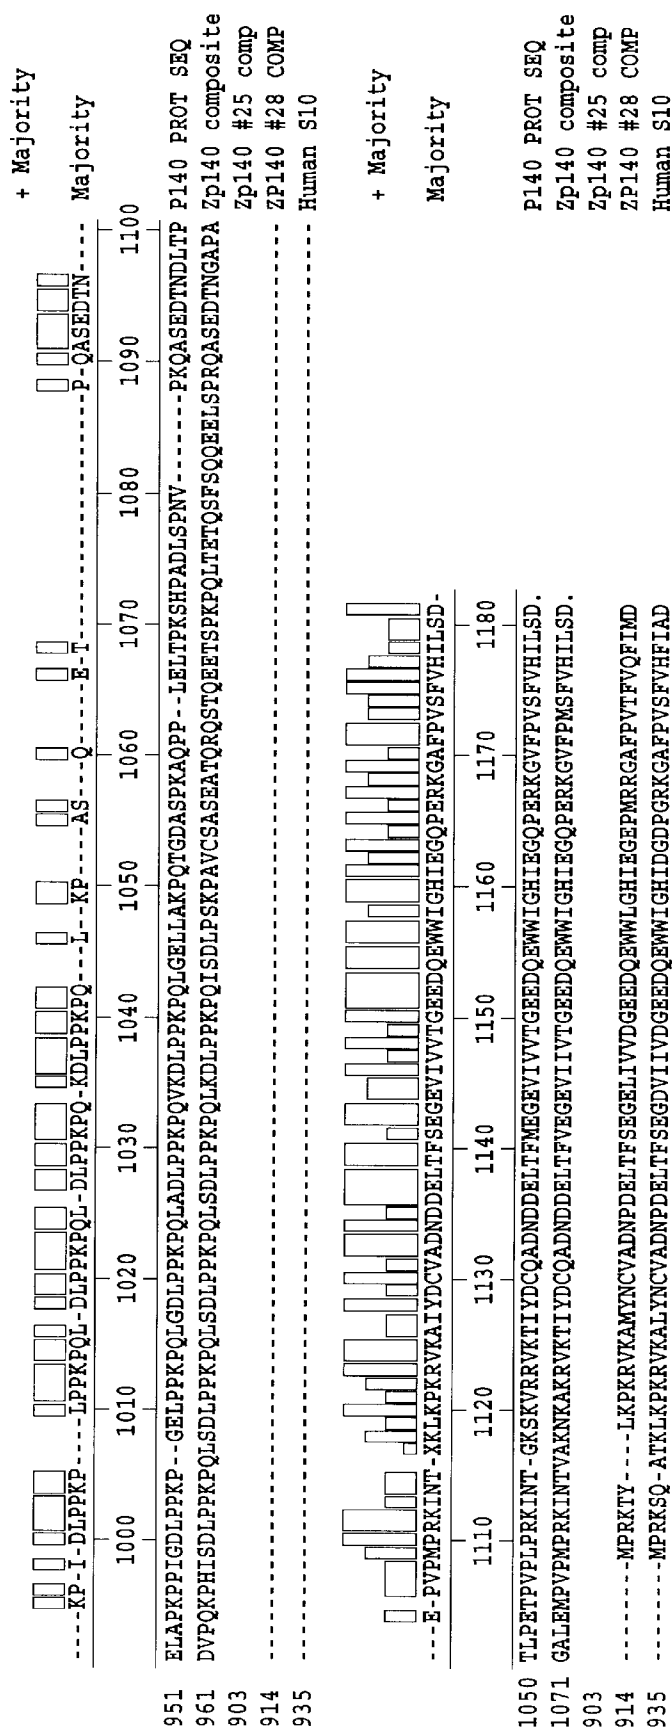 + Majority
----KP-I-DLPPKP----LPPKPQL-DLPPKPQL-DLPPKPQ-KDLPPKPQ---L--KP----AS---Q-----E-T-------------------P-QASEDTN---- Majority
1000 1010 1020 1030 1040 1050 1060 1070 1080 1090 1100
951 ELAPKPPIGDLPPKP--GELPPKPQLGDLPPKPQLADLPPKPQVKDLPPKPQLGELLAKPQTGDASPKAQPP--LELTPKSHPADLSPNV-------PKQASEDTNDLTP P140 PROT SEQ
961 DVPQKPHISDLPPKPQLSDLPPKPQLSDLPPKPQLSDLPPKPQLKDLPPKPQISDLPSKPAVCSASEATQRQSTQEETSPKPQLTETQSFSQQEELSPRQASEDTNGAPA Zp140 composite
903 Zp140 #25 comp
914 -------------------------------------------------------------------------------------------------------------- ZP140 #28 COMP
935 -------------------------------------------------------------------------------------------------------------- Human S10
+ Majority
---E-PVPMPRKINT-XKLKPKRVKAIYDCVADNDDELTFSEGEVIVVTGEEDQEWWIGHIEGQPERKGAFPVSFVHILSD- Majority
1110 1120 1130 1140 1150 1160 1170 1180
1050 TLPETPVPLPRKINT-GKSKVRRVKTIYDCQADNDDELTFMEGEVIVVTGEEDQEWWIGHIEGQPERKGVFPVSFVHILSD. P140 PROT SEQ
1071 GALEMPVPMPRKINTVAKNKAKRVKTIYDCQADNDDELTFVEGEVIIVTGEEDQEWWIGHIEGQPERKGVFPMSFVHILSD. Zp140 composite
903 Zp140 #25 comp
914 --------MPRKTY----LKPKRVKAMYNCVADNPDELTFSEGELIVVDGEEDQEWWLGHIEGEPMRRGAFPVTFVQFIMD ZP140 #28 COMP
935 --------MPRKSQ-ATKLKPKRVKALYNCVADNPDELTFSEGDVIIVDGEEDQEWWIGHIDGDPGRKGAFPVSFVHFIAD Human S10